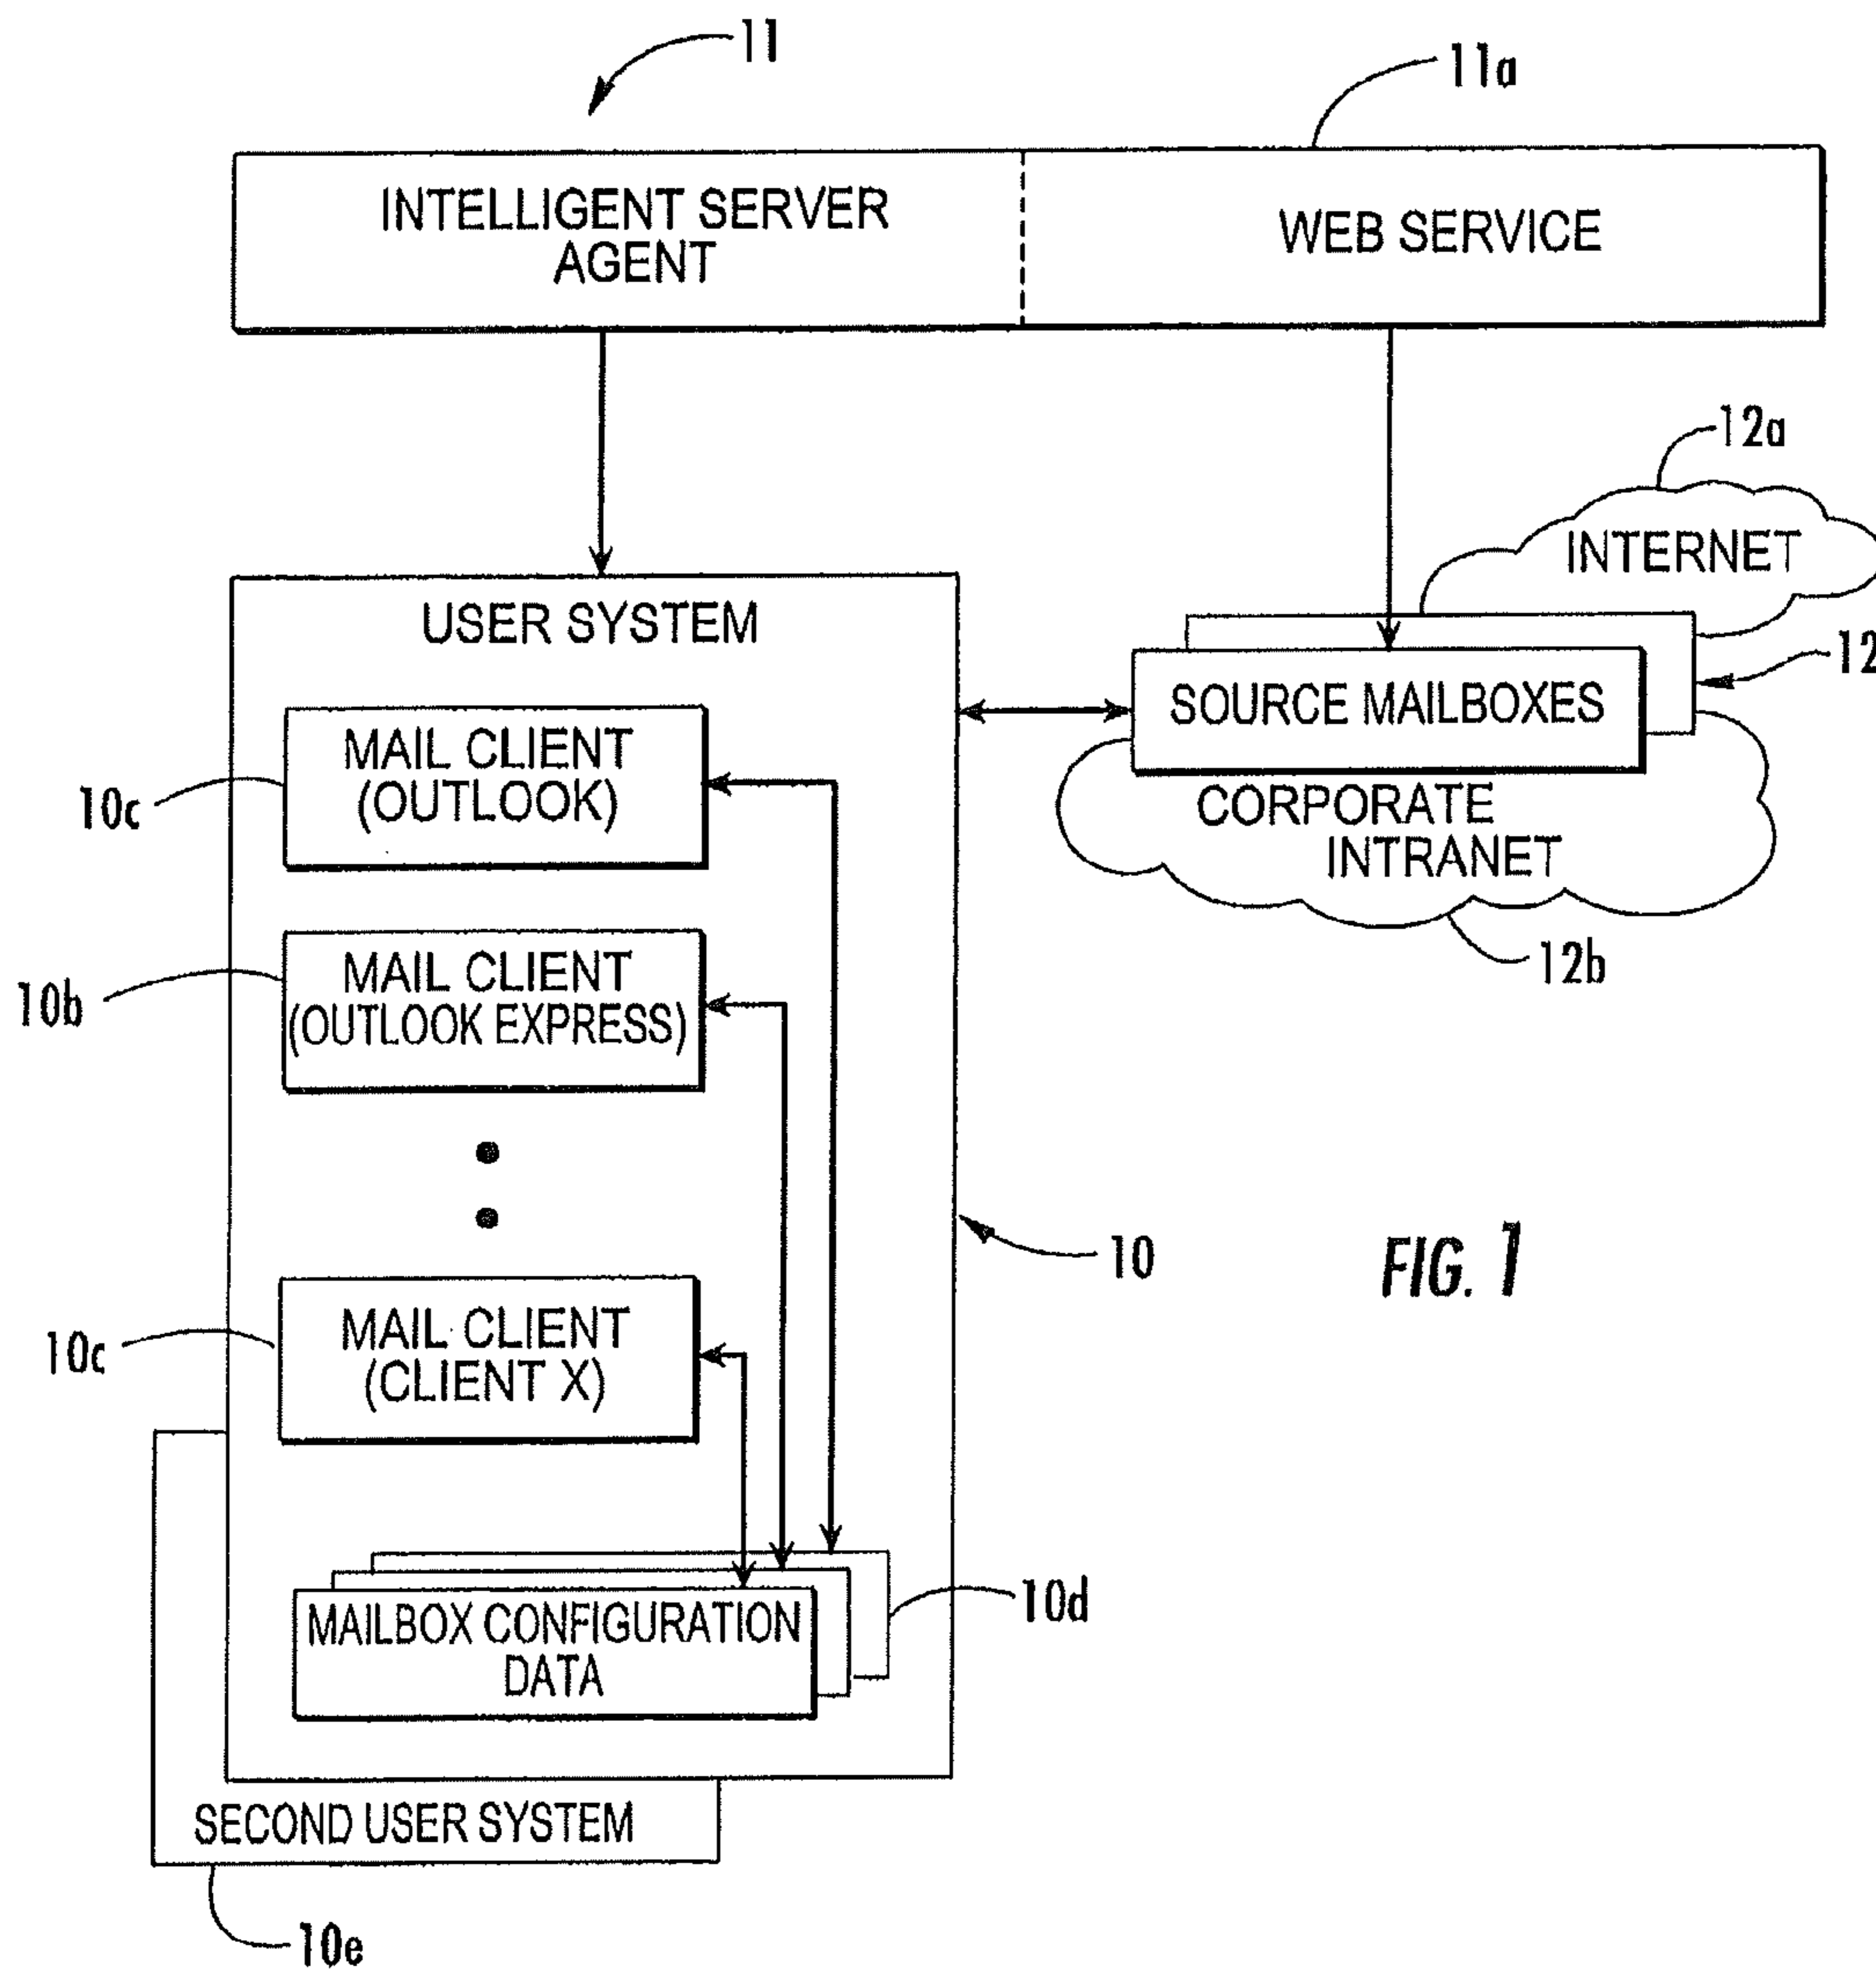 11
11a
INTELLIGENT SERVER
AGENT
WEB SERVICE
12a
INTERNET
12
USER SYSTEM
SOURCE MAILBOXES
MAIL CLIENT
(OUTLOOK)
10c
CORPORATE
INTRANET
12b
MAIL CLIENT
(OUTLOOK EXPRESS)
10b
10
FIG. 1
MAIL CLIENT
(CLIENT X)
10c
10d
MAILBOX CONFIGURATION
DATA
SECOND USER SYSTEM
10e